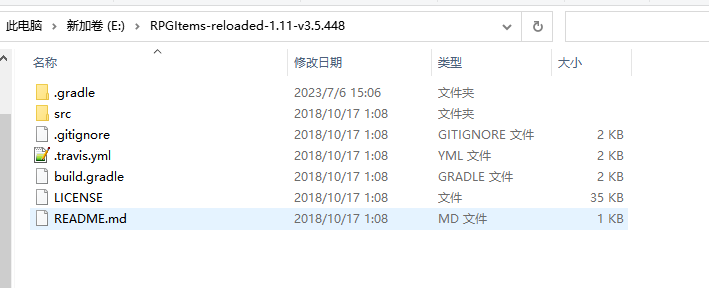 此电脑 > 新加卷 (E:) > RPGItems-reloaded-1.11-v3.5.448
名称 修改日期 类型 大小
.gradle 2023/7/6 15:06 文件夹
src 2018/10/17 1:08 文件夹
.gitignore 2018/10/17 1:08 GITIGNORE 文件 2 KB
.travis.yml 2018/10/17 1:08 YML 文件 2 KB
build.gradle 2018/10/17 1:08 GRADLE 文件 2 KB
LICENSE 2018/10/17 1:08 文件 35 KB
README.md 2018/10/17 1:08 MD 文件 1 KB